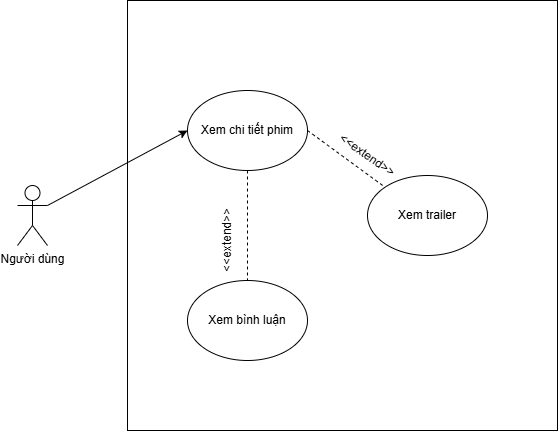 Xem chi tiết phim
<<extend>>
Xem trailer
Người dùng
<<extend>>
Xem bình luận